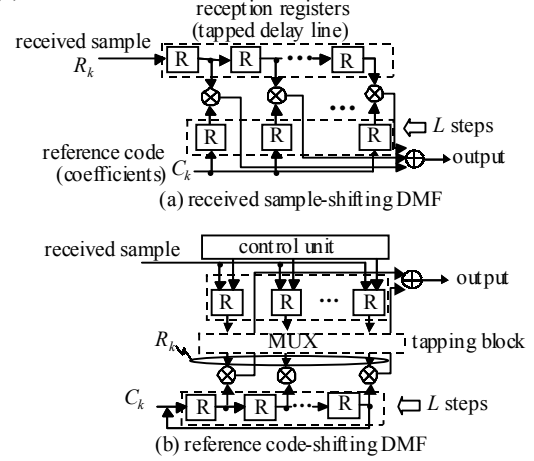 reception registers
(tapped delay line)
received sample
R_k
R R ••• R
•••
R R R
L steps
reference code
(coefficients) C_k
output
(a) received sample-shifting DMF
control unit
received sample
output
R R ••• R
R_k
MUX
tapping block
C_k
R R ••• R
L steps
(b) reference code-shifting DMF